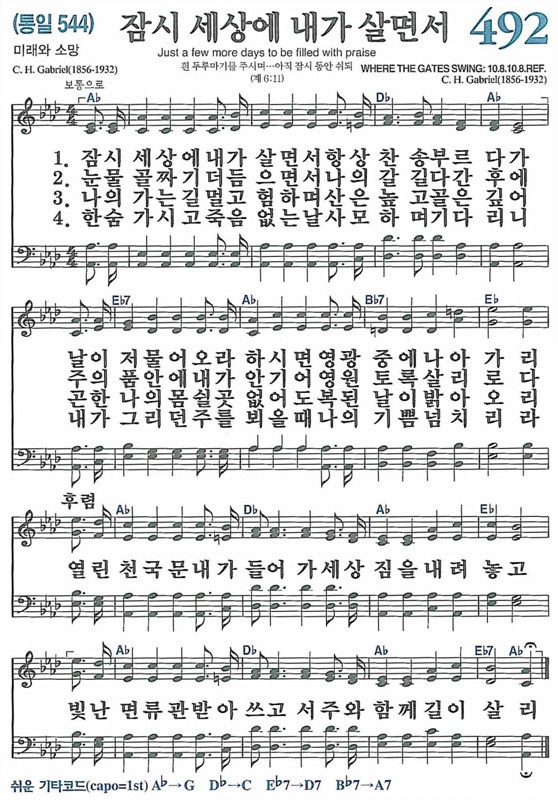 (통일 544) 잠시 세상에 내가 살면서 492
미래와 소망 Just a few more days to be filled with praise
흰 두루마기를 주시며…아직 잠시 동안 쉬되
C. H. Gabriel(1856-1932) (계 6:11) WHERE THE GATES SWING: 10.8.10.8.REF.
C. H. Gabriel(1856-1932)
보통으로
A♭ D♭ A♭
1. 잠시 세상에내가 살면서항상 찬 송부르 다가
2. 눈물 골짜기더듬 으면서나의 갈 길다간 후에
3. 나의 가는길멀고 험하며산은 높 고골은 깊어
4. 한숨 가시고죽음 없는날사모 하 며기다 리니
E♭7 A♭ B♭7 E♭
날이 저물어오라 하시면영광 중에나아 가리
주의 품안에내가 안기어영원 토록살리 로다
곤한 나의몸쉴곳 없어도복된 날이밝아 오리
내가 그리던주를 뵈올때나의 기쁨넘치 리라
후렴 A♭ D♭ A♭ E♭
열린 천국문내가 들어 가세상 짐을내려 놓고
A♭ D♭ A♭ E♭7 A♭
빛난 면류관받아 쓰고 서주와 함께길이 살리
쉬운 기타코드(capo=1st) A♭→G D♭→C E♭7→D7 B♭7→A7